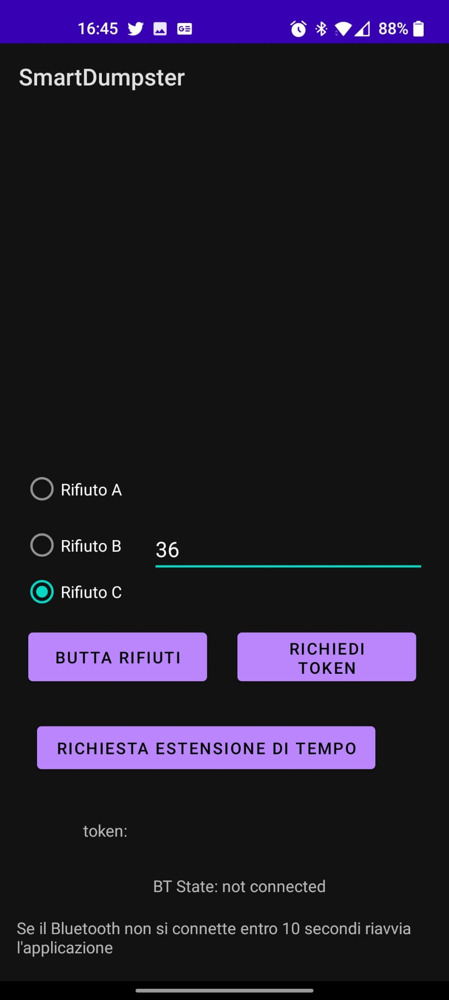 16:45
88%
SmartDumpster
Rifiuto A
Rifiuto B
36
Rifiuto C
BUTTA RIFIUTI
RICHIEDI
TOKEN
RICHIESTA ESTENSIONE DI TEMPO
token:
BT State: not connected
Se il Bluetooth non si connette entro 10 secondi riavvia
l'applicazione